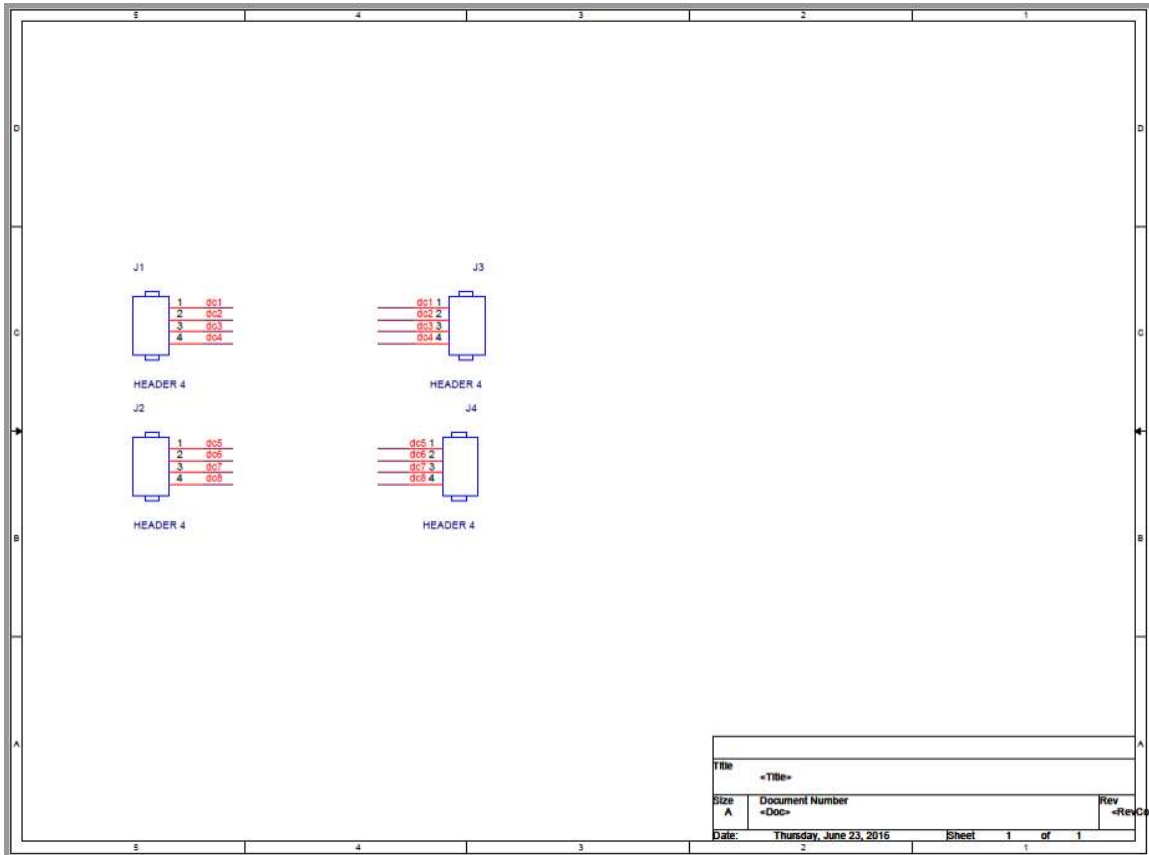 5 4 3 2 1
D D
J1 J3
1 dc1 dc1 1
2 dc2 dc2 2
C 3 dc3 dc3 3 C
4 dc4 dc4 4
HEADER 4 HEADER 4
J2 J4
1 dc5 dc5 1
2 dc6 dc6 2
3 dc7 dc7 3
4 dc8 dc8 4
HEADER 4 HEADER 4
B B
A A
Title
<Title>
Size Document Number Rev
A <Doc> <RevCo
Date: Thursday, June 23, 2016 Sheet 1 of 1
5 4 3 2 1